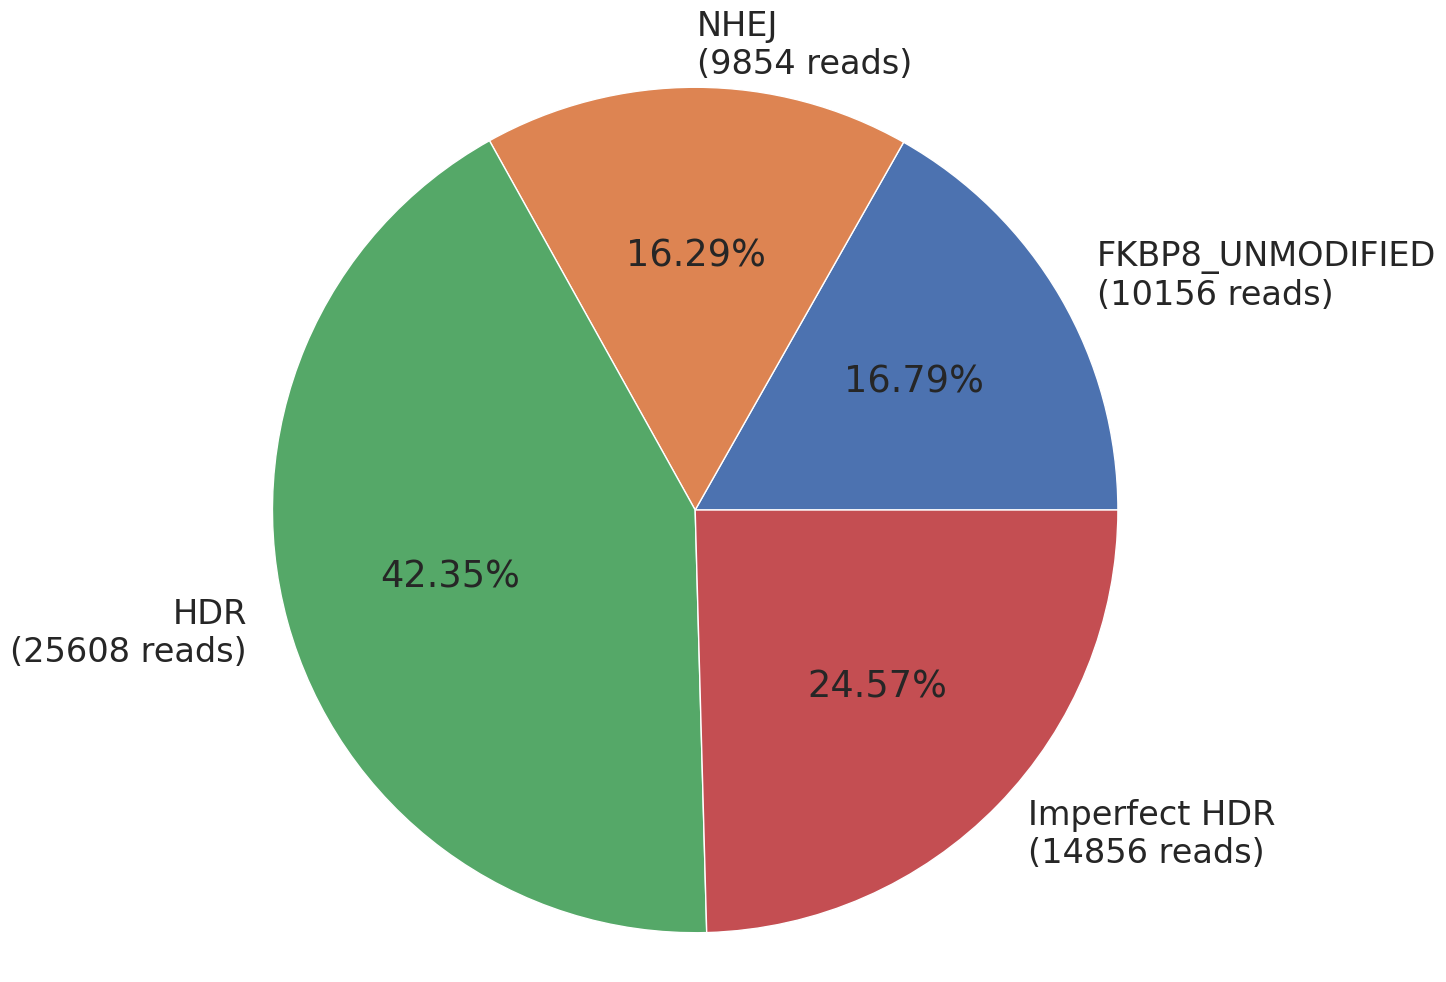 NHEJ
(9854 reads)
16.29%
FKBP8_UNMODIFIED
(10156 reads)
16.79%
42.35%
HDR
(25608 reads)
24.57%
Imperfect HDR
(14856 reads)